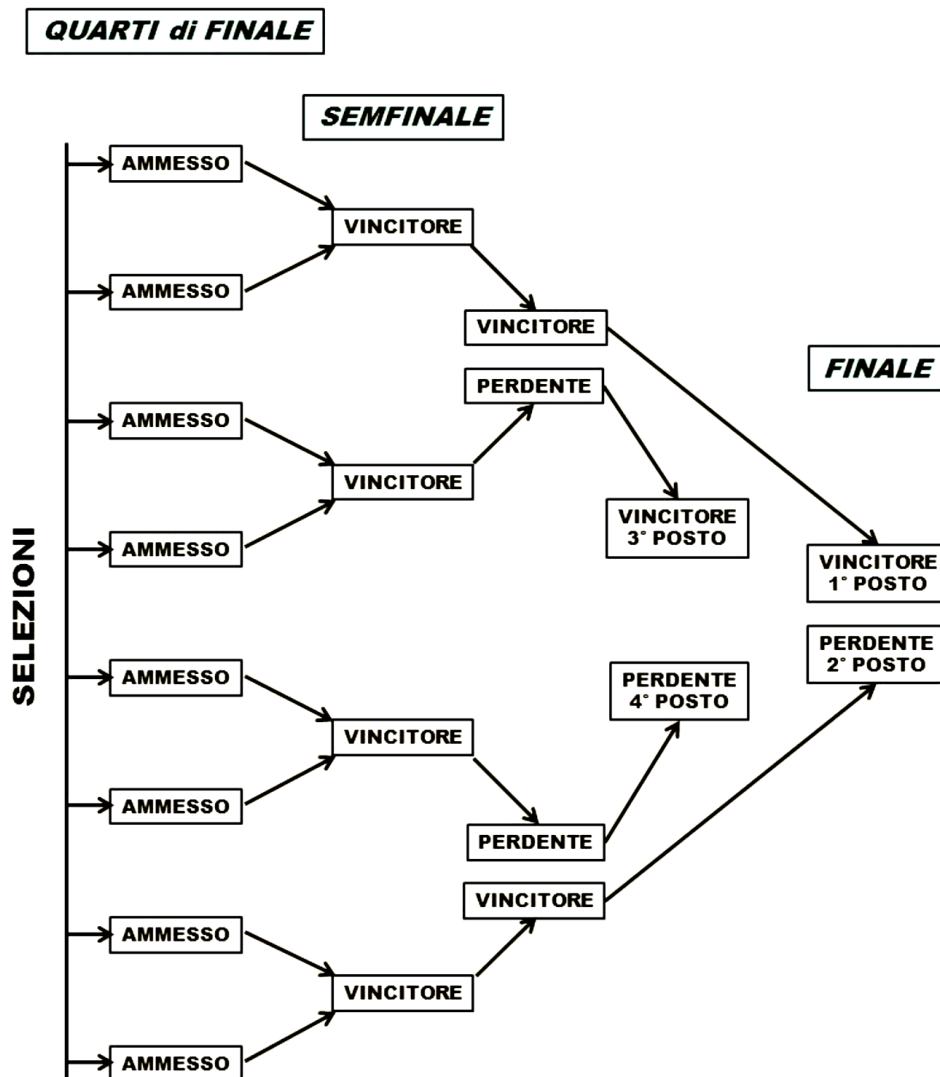 QUARTI di FINALE
SEMFINALE
AMMESSO
VINCITORE
AMMESSO
VINCITORE
FINALE
PERDENTE
AMMESSO
VINCITORE
VINCITORE
3° POSTO
AMMESSO
VINCITORE
1° POSTO
SELEZIONI
PERDENTE
2° POSTO
AMMESSO
PERDENTE
4° POSTO
VINCITORE
AMMESSO
PERDENTE
VINCITORE
AMMESSO
VINCITORE
AMMESSO